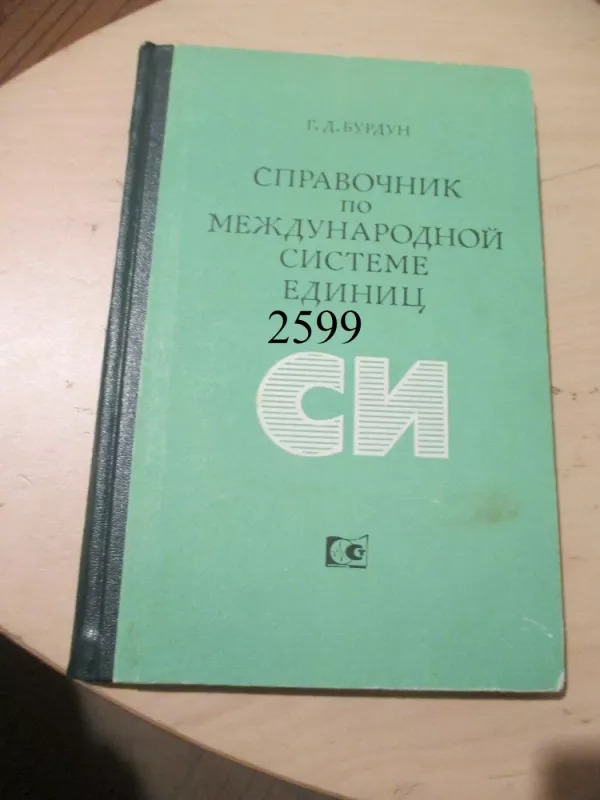 Г. Д. БУРДУН
СПРАВОЧНИК
ПО
МЕЖДУНАРОДНОЙ
СИСТЕМЕ
ЕДИНИЦ
2599
СИ